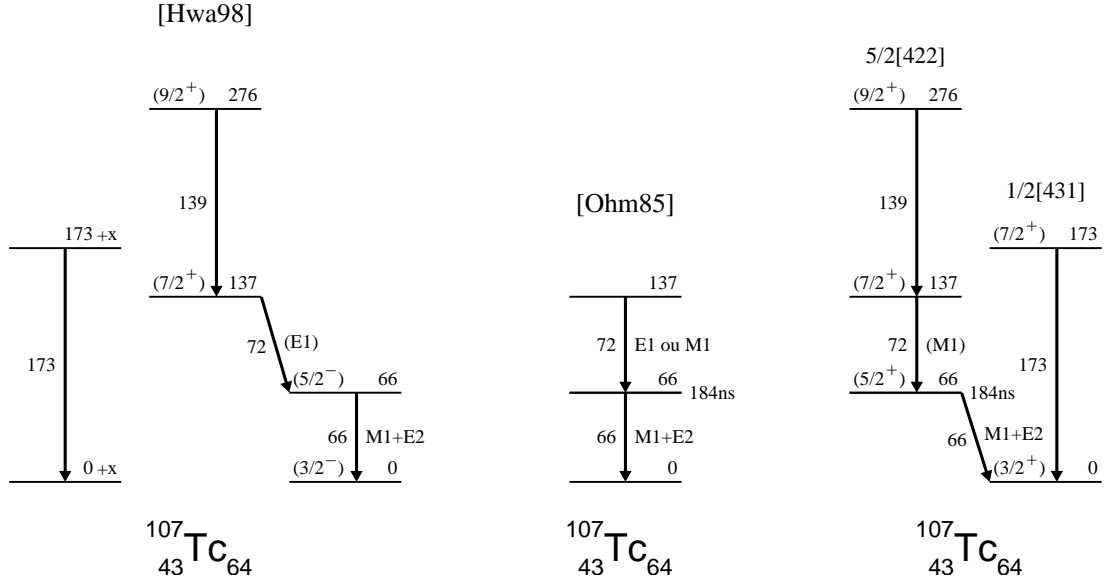 [Hwa98]
(9/2+) 276
139
173 +x
(7/2+) 137
173
72 (E1)
(5/2−) 66
66 M1+E2
0 +x
(3/2−) 0
107
43 Tc 64
[Ohm85]
137
72 E1 ou M1
66
184ns
66 M1+E2
0
107
43 Tc 64
5/2[422]
(9/2+) 276
139
1/2[431]
(7/2+) 173
(7/2+) 137
72 (M1)
173
(5/2+) 66
184ns
66 M1+E2
(3/2+) 0
107
43 Tc 64